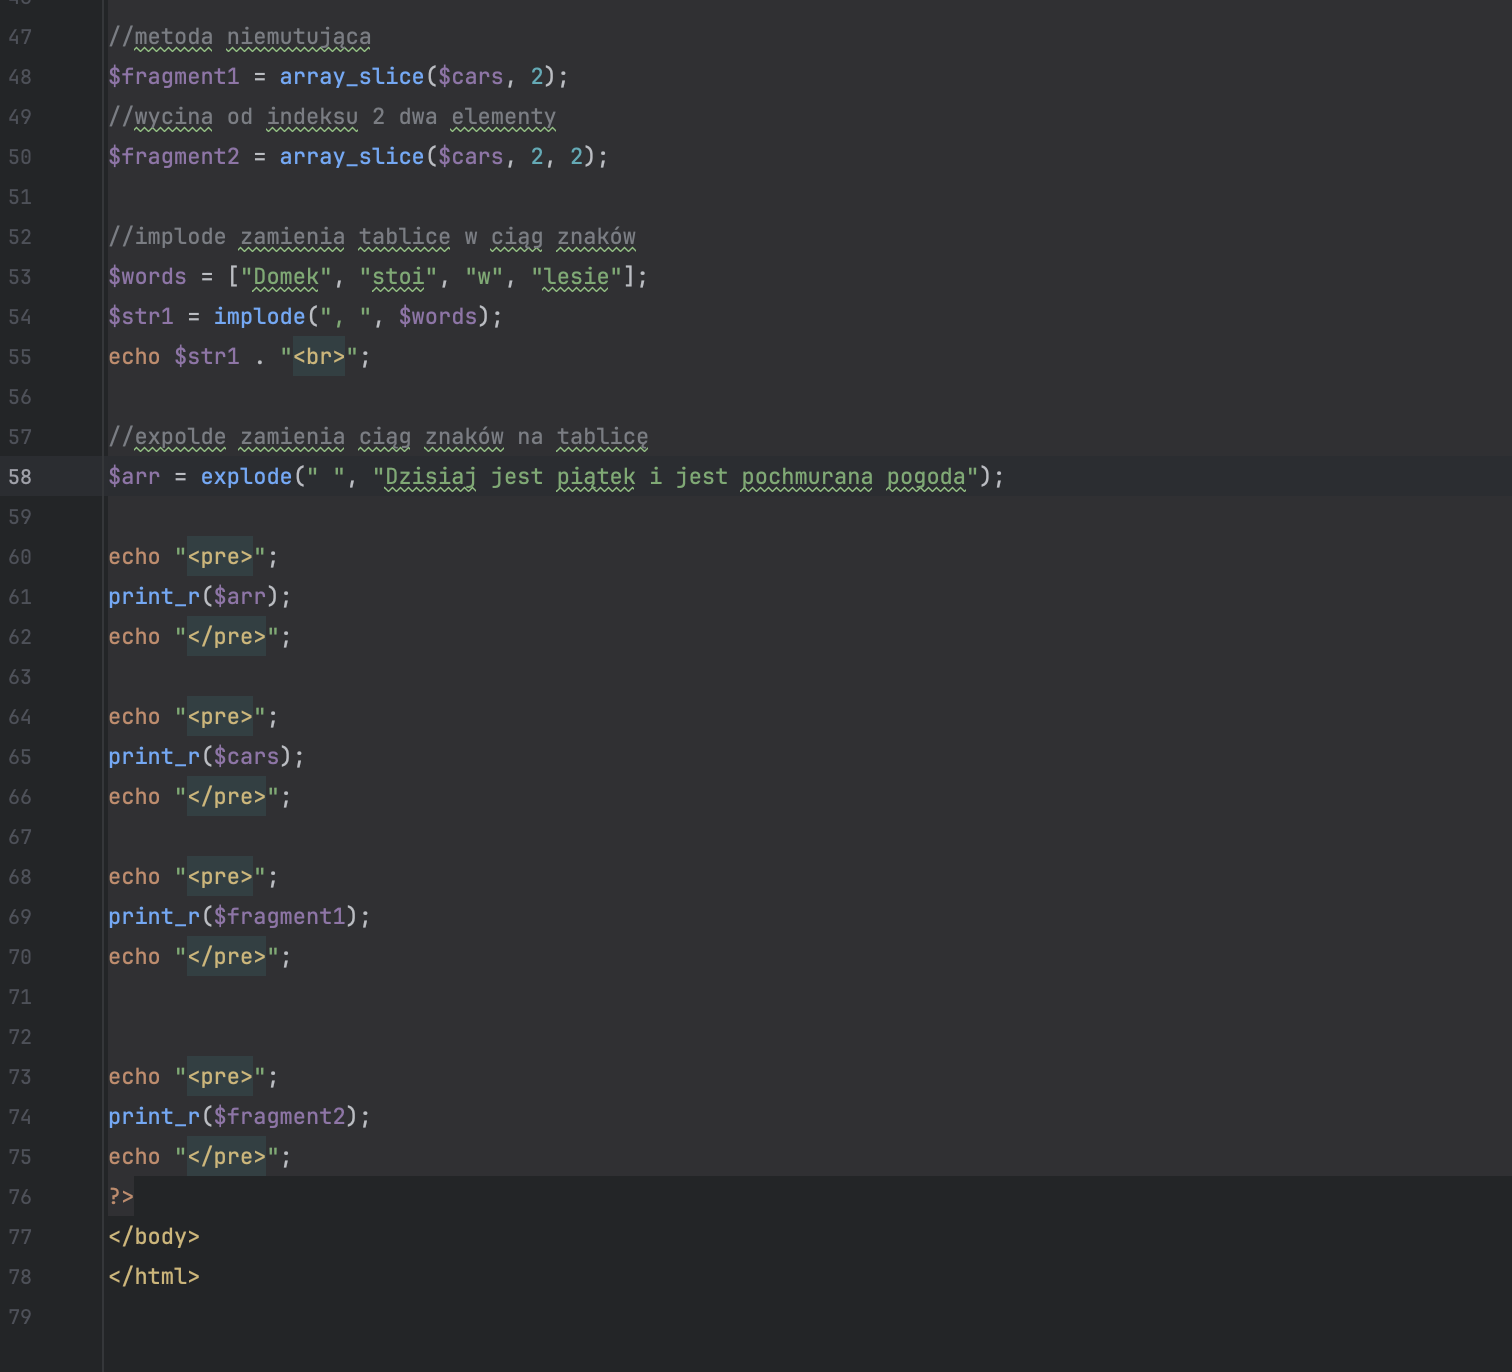 47 //metoda niemutująca
48 $fragment1 = array_slice($cars, 2);
49 //wycina od indeksu 2 dwa elementy
50 $fragment2 = array_slice($cars, 2, 2);
51
52 //implode zamienia tablice w ciąg znaków
53 $words = ["Domek", "stoi", "w", "lesie"];
54 $str1 = implode(", ", $words);
55 echo $str1 . "<br>";
56
57 //expolde zamienia ciąg znaków na tablicę
58 $arr = explode(" ", "Dzisiaj jest piątek i jest pochmurana pogoda");
59
60 echo "<pre>";
61 print_r($arr);
62 echo "</pre>";
63
64 echo "<pre>";
65 print_r($cars);
66 echo "</pre>";
67
68 echo "<pre>";
69 print_r($fragment1);
70 echo "</pre>";
71
72
73 echo "<pre>";
74 print_r($fragment2);
75 echo "</pre>";
76 ?>
77 </body>
78 </html>
79